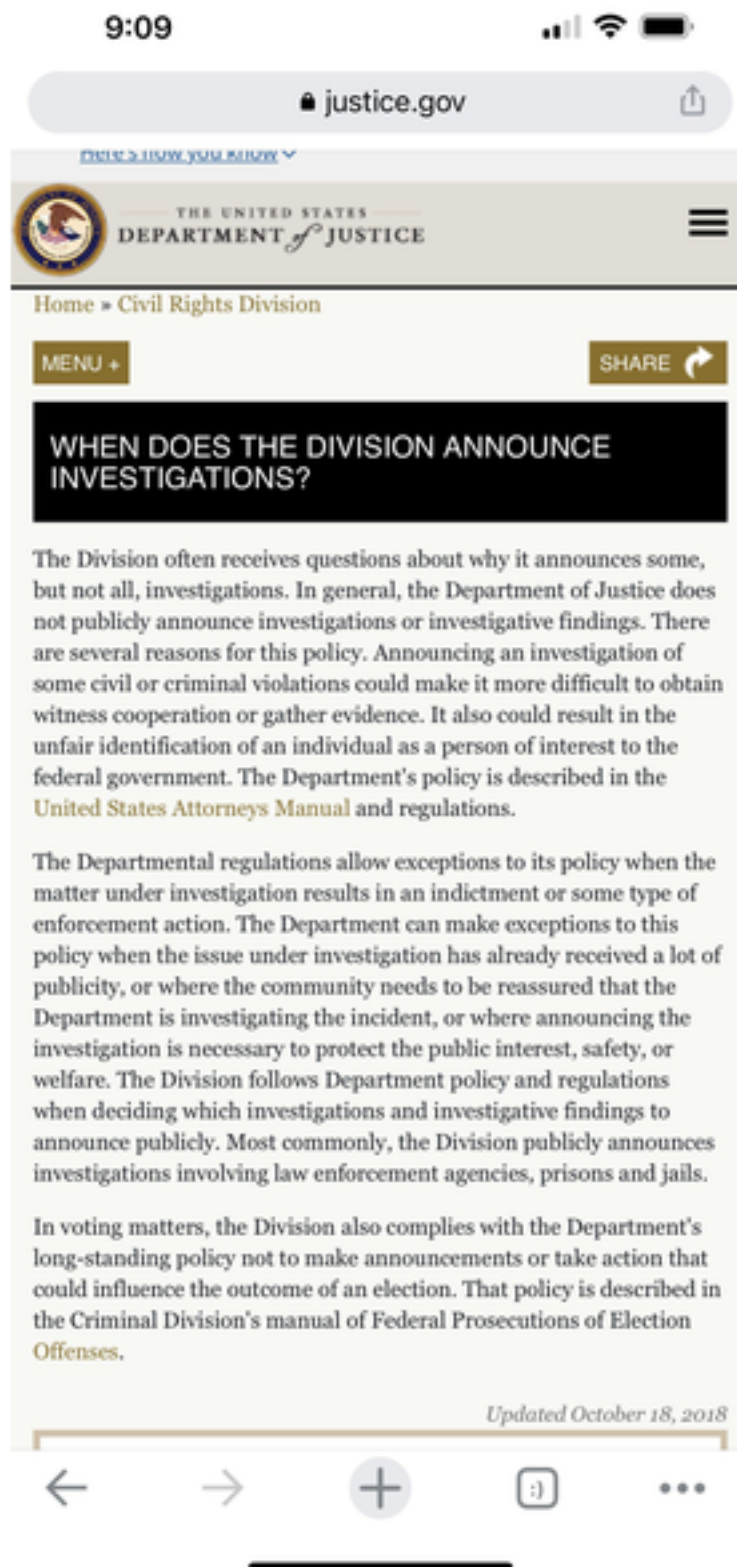 9:09
justice.gov
Here's how you know
THE UNITED STATES
DEPARTMENT of JUSTICE
Home » Civil Rights Division
MENU +
SHARE
WHEN DOES THE DIVISION ANNOUNCE
INVESTIGATIONS?
The Division often receives questions about why it announces some,
but not all, investigations. In general, the Department of Justice does
not publicly announce investigations or investigative findings. There
are several reasons for this policy. Announcing an investigation of
some civil or criminal violations could make it more difficult to obtain
witness cooperation or gather evidence. It also could result in the
unfair identification of an individual as a person of interest to the
federal government. The Department's policy is described in the
United States Attorneys Manual and regulations.
The Departmental regulations allow exceptions to its policy when the
matter under investigation results in an indictment or some type of
enforcement action. The Department can make exceptions to this
policy when the issue under investigation has already received a lot of
publicity, or where the community needs to be reassured that the
Department is investigating the incident, or where announcing the
investigation is necessary to protect the public interest, safety, or
welfare. The Division follows Department policy and regulations
when deciding which investigations and investigative findings to
announce publicly. Most commonly, the Division publicly announces
investigations involving law enforcement agencies, prisons and jails.
In voting matters, the Division also complies with the Department's
long-standing policy not to make announcements or take action that
could influence the outcome of an election. That policy is described in
the Criminal Division's manual of Federal Prosecutions of Election
Offenses.
Updated October 18, 2018
:)